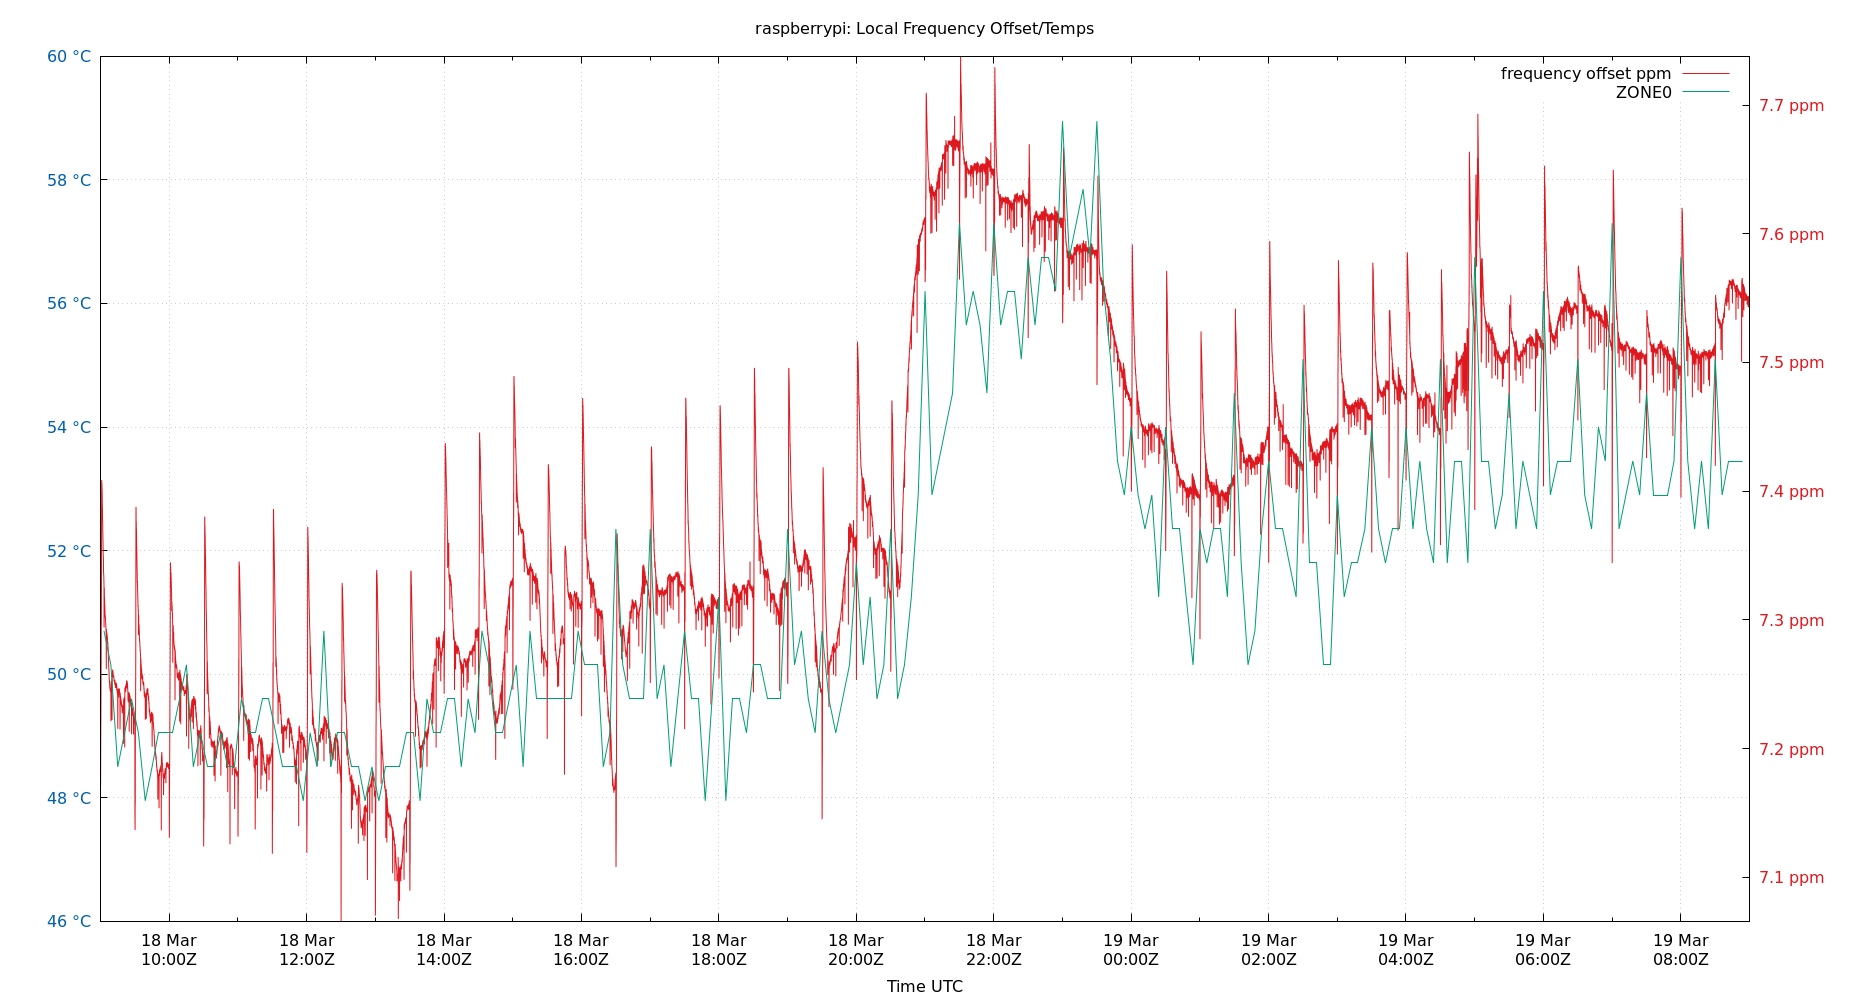 raspberrypi: Local Frequency Offset/Temps
frequency offset ppm
ZONE0
60 °C
58 °C
56 °C
54 °C
52 °C
50 °C
48 °C
46 °C
7.7 ppm
7.6 ppm
7.5 ppm
7.4 ppm
7.3 ppm
7.2 ppm
7.1 ppm
18 Mar
10:00Z
18 Mar
12:00Z
18 Mar
14:00Z
18 Mar
16:00Z
18 Mar
18:00Z
18 Mar
20:00Z
18 Mar
22:00Z
19 Mar
00:00Z
19 Mar
02:00Z
19 Mar
04:00Z
19 Mar
06:00Z
19 Mar
08:00Z
Time UTC